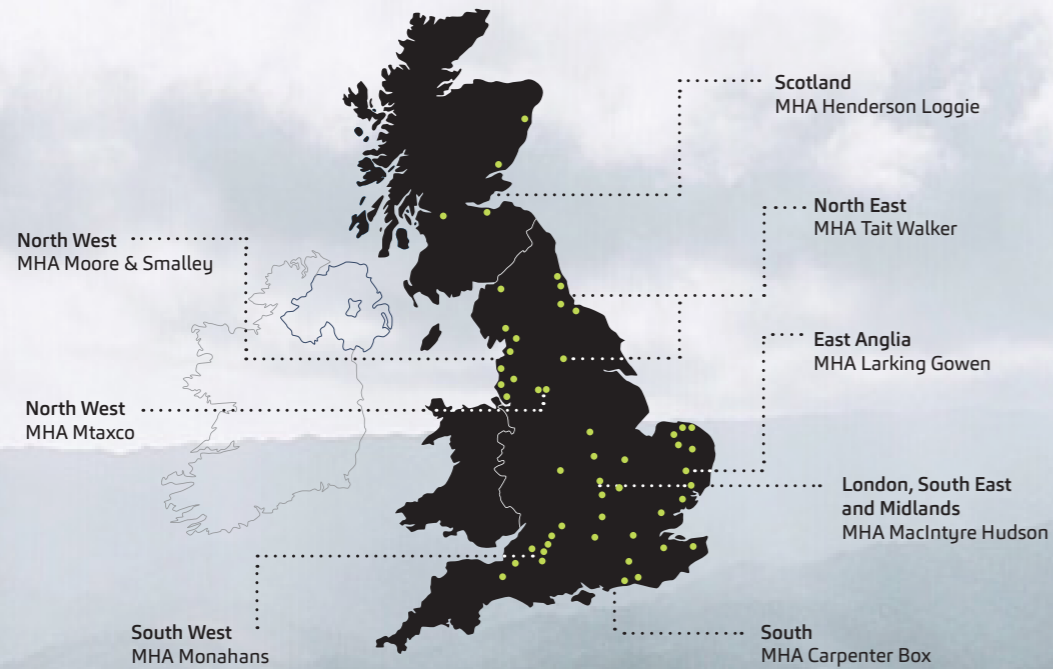 Scotland
MHA Henderson Loggie
North East
MHA Tait Walker
North West
MHA Moore & Smalley
East Anglia
MHA Larking Gowen
North West
MHA Mtaxco
London, South East
and Midlands
MHA MacIntyre Hudson
South West
MHA Monahans
South
MHA Carpenter Box